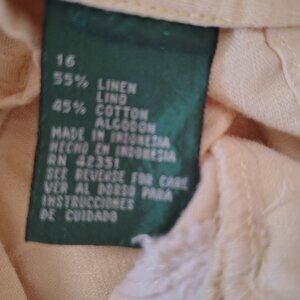 16
55% LINEN
LINO
45% COTTON
ALGODON
MADE IN INDONESIA
HECHO EN INDONESIA
RN 42351
SEE REVERSE FOR CARE
VER AL DORSO PARA
INSTRUCCIONES
DE CUIDADO